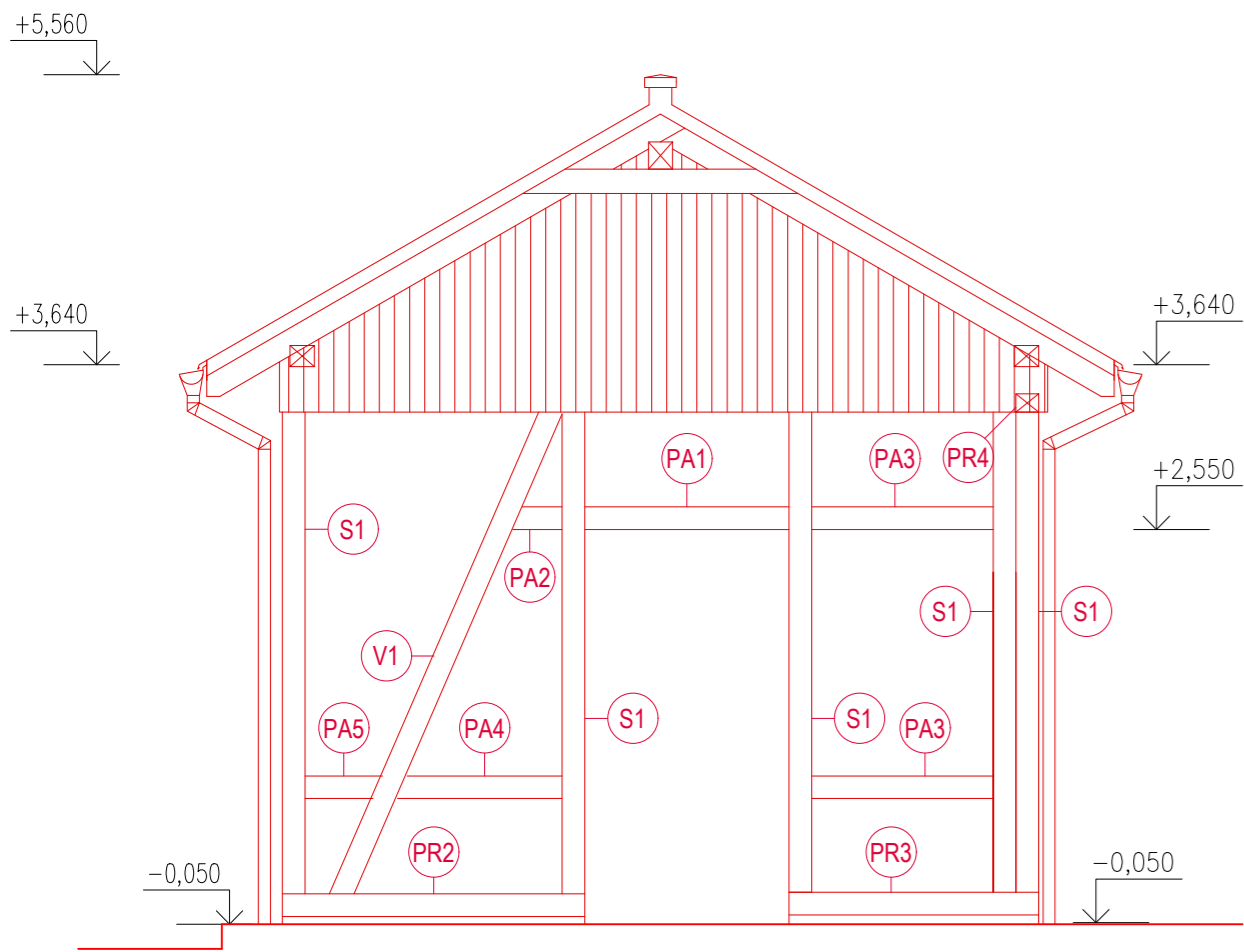 +5,560
+3,640
+3,640
PA1
PA3
PR4
+2,550
S1
PA2
S1
S1
V1
S1
S1
PA5
PA4
PA3
PR2
PR3
−0,050
−0,050